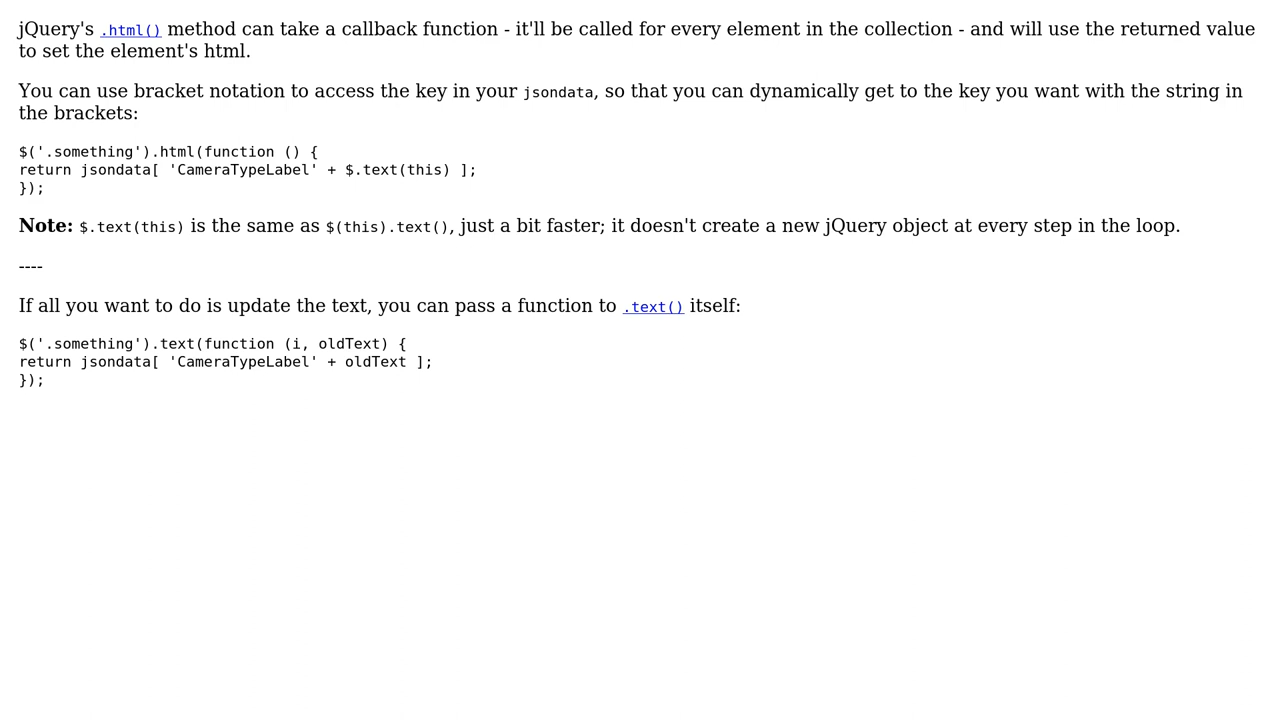 jQuery's .html() method can take a callback function - it'll be called for every element in the collection - and will use the returned value
to set the element's html.
You can use bracket notation to access the key in your jsondata, so that you can dynamically get to the key you want with the string in
the brackets:
$('.something').html(function () {
return jsondata[ 'CameraTypeLabel' + $.text(this) ];
});
Note: $.text(this) is the same as $(this).text(), just a bit faster; it doesn't create a new jQuery object at every step in the loop.
----
If all you want to do is update the text, you can pass a function to .text() itself:
$('.something').text(function (i, oldText) {
return jsondata[ 'CameraTypeLabel' + oldText ];
});